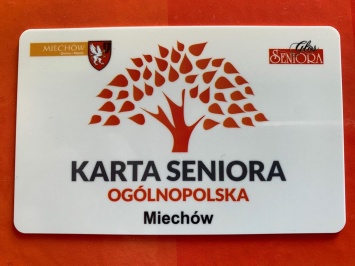 MIECHÓW
Głos
SENIORA
KARTA SENIORA
OGÓLNOPOLSKA
Miechów